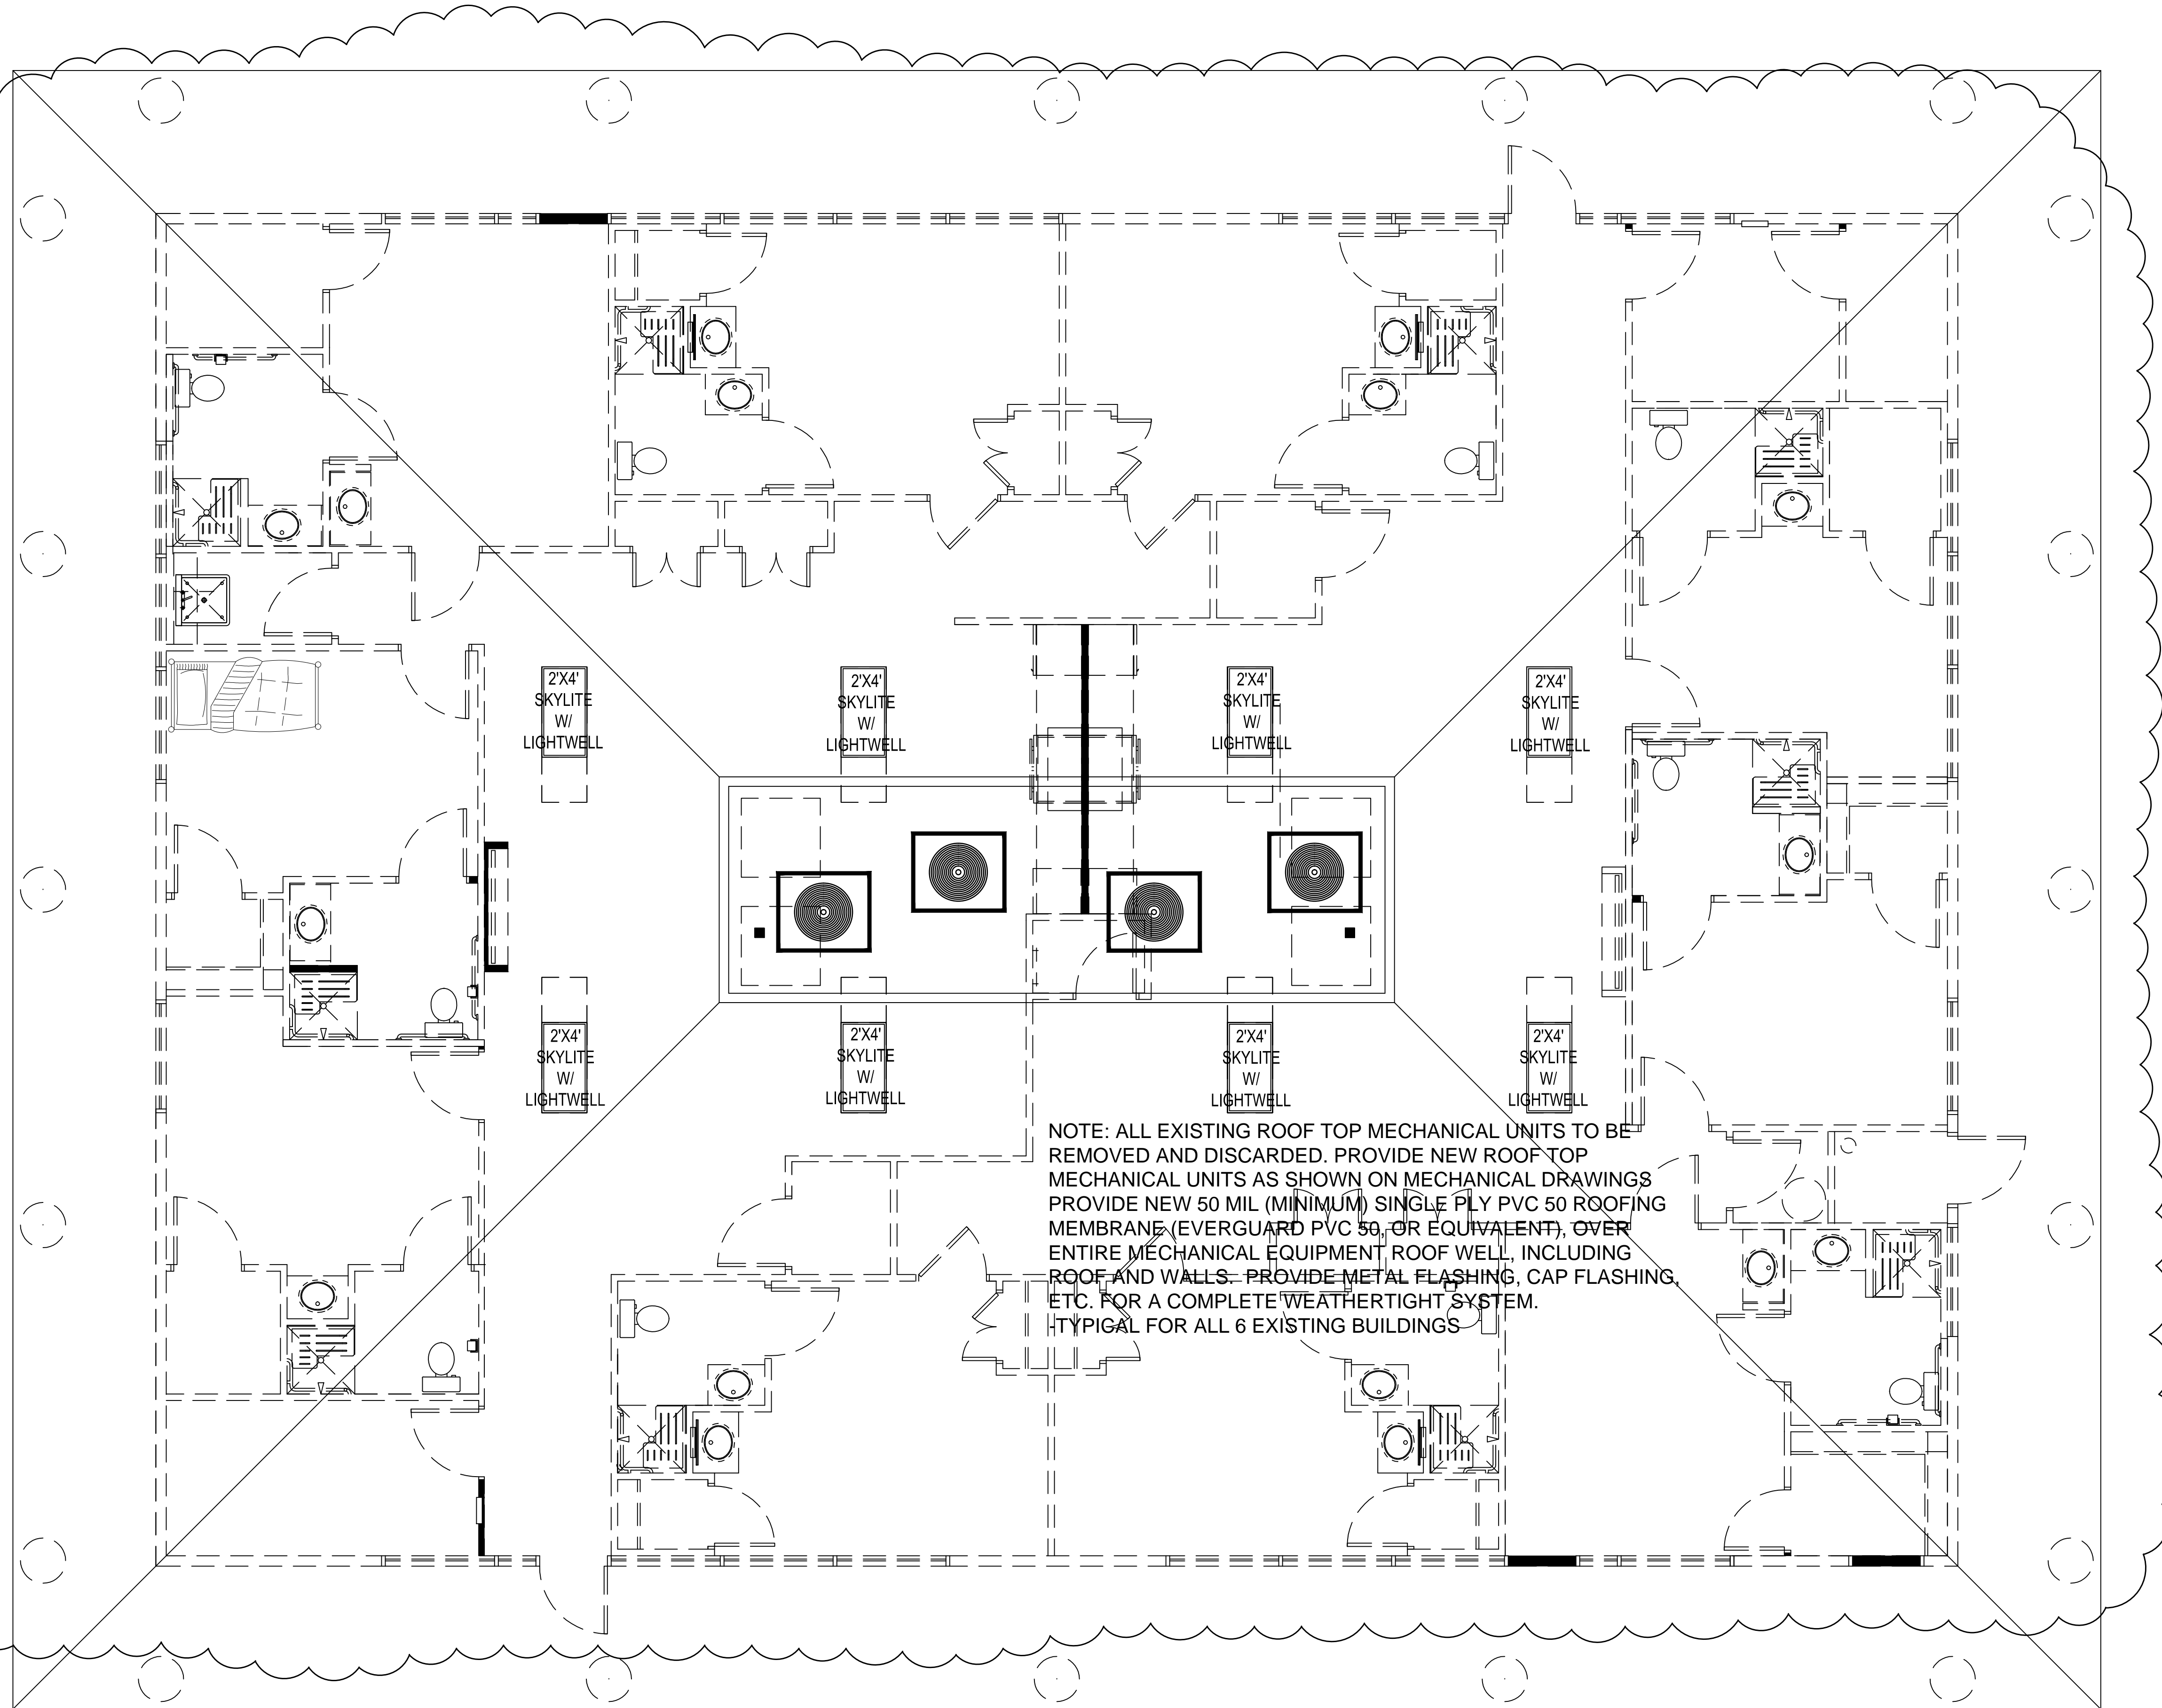 2'X4'
SKYLITE
W/
LIGHTWELL
2'X4'
SKYLITE
W/
LIGHTWELL
2'X4'
SKYLITE
W/
LIGHTWELL
2'X4'
SKYLITE
W/
LIGHTWELL
2'X4'
SKYLITE
W/
LIGHTWELL
2'X4'
SKYLITE
W/
LIGHTWELL
2'X4'
SKYLITE
W/
LIGHTWELL
2'X4'
SKYLITE
W/
LIGHTWELL
NOTE: ALL EXISTING ROOF TOP MECHANICAL UNITS TO BE
REMOVED AND DISCARDED. PROVIDE NEW ROOF TOP
MECHANICAL UNITS AS SHOWN ON MECHANICAL DRAWINGS
PROVIDE NEW 50 MIL (MINIMUM) SINGLE PLY PVC 50 ROOFING
MEMBRANE (EVERGUARD PVC 50, OR EQUIVALENT), OVER
ENTIRE MECHANICAL EQUIPMENT ROOF WELL, INCLUDING
ROOF AND WALLS. PROVIDE METAL FLASHING, CAP FLASHING,
ETC. FOR A COMPLETE WEATHERTIGHT SYSTEM.
-TYPICAL FOR ALL 6 EXISTING BUILDINGS